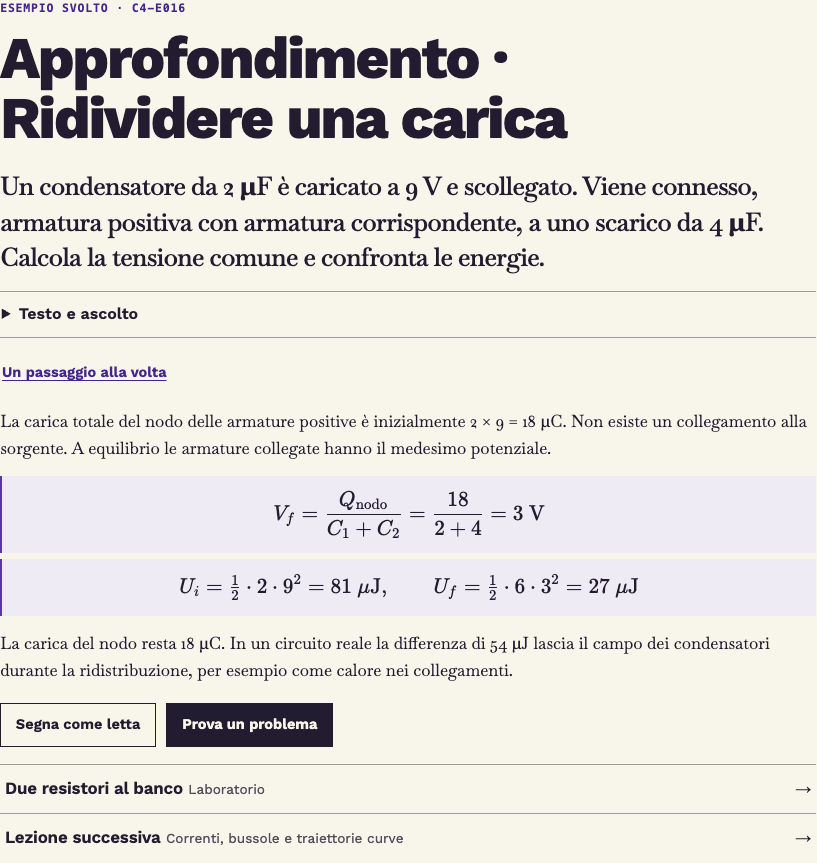 ESEMPIO SVOLTO · C4-E016
Approfondimento ·
Ridividere una carica
Un condensatore da 2 µF è caricato a 9 V e scollegato. Viene connesso,
armatura positiva con armatura corrispondente, a uno scarico da 4 µF.
Calcola la tensione comune e confronta le energie.
▶ Testo e ascolto
Un passaggio alla volta
La carica totale del nodo delle armature positive è inizialmente 2 × 9 = 18 µC. Non esiste un collegamento alla
sorgente. A equilibrio le armature collegate hanno il medesimo potenziale.
V_f = Q_nodo / (C_1 + C_2) = 18 / (2 + 4) = 3 V
U_i = 1/2 · 2 · 9² = 81 µJ, U_f = 1/2 · 6 · 3² = 27 µJ
La carica del nodo resta 18 µC. In un circuito reale la differenza di 54 µJ lascia il campo dei condensatori
durante la ridistribuzione, per esempio come calore nei collegamenti.
Segna come letta Prova un problema
Due resistori al banco Laboratorio →
Lezione successiva Correnti, bussole e traiettorie curve →